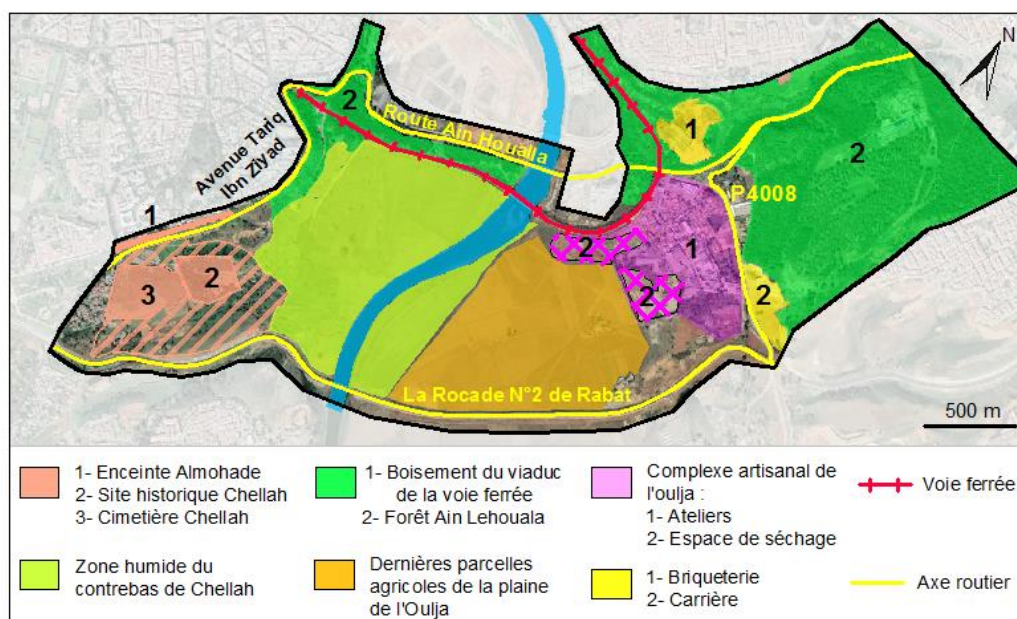 N
Avenue Tariq
Ibn Ziyad
2
Route Ain Houalla
1
2
P4008
1
2
3
2
1
2
2
La Rocade N°2 de Rabat
500 m
1- Enceinte Almohade
2- Site historique Chellah
3- Cimetière Chellah
1- Boisement du viaduc
de la voie ferrée
2- Forêt Ain Lehouala
Complexe artisanal de
l'oulja :
1- Ateliers
2- Espace de séchage
Voie ferrée
Zone humide du
contrebas de Chellah
Dernières parcelles
agricoles de la plaine
de l'Oulja
1- Briqueterie
2- Carrière
Axe routier